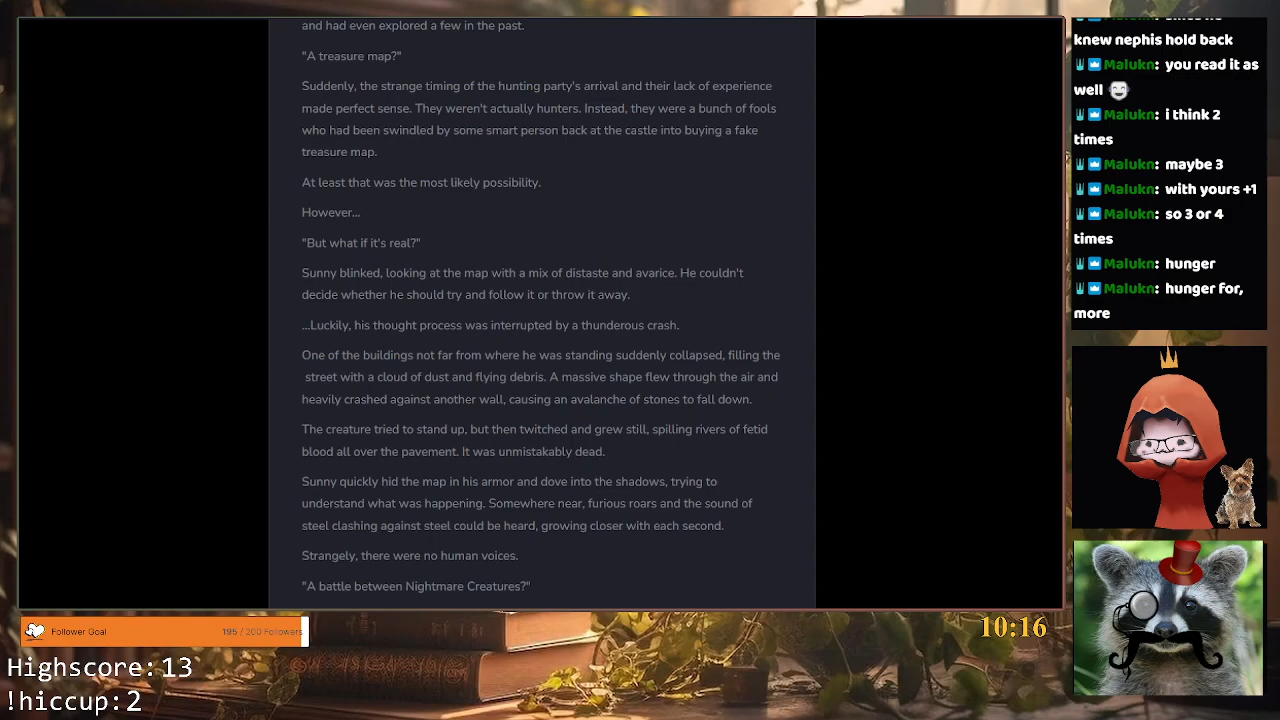 and had even explored a few in the past.
"A treasure map?"
Suddenly, the strange timing of the hunting party's arrival and their lack of experience
made perfect sense. They weren't actually hunters. Instead, they were a bunch of fools
who had been swindled by some smart person back at the castle into buying a fake
treasure map.
At least that was the most likely possibility.
However...
"But what if it's real?"
Sunny blinked, looking at the map with a mix of distaste and avarice. He couldn't
decide whether he should try and follow it or throw it away.
...Luckily, his thought process was interrupted by a thunderous crash.
One of the buildings not far from where he was standing suddenly collapsed, filling the
street with a cloud of dust and flying debris. A massive shape flew through the air and
heavily crashed against another wall, causing an avalanche of stones to fall down.
The creature tried to stand up, but then twitched and grew still, spilling rivers of fetid
blood all over the pavement. It was unmistakably dead.
Sunny quickly hid the map in his armor and dove into the shadows, trying to
understand what was happening. Somewhere near, furious roars and the sound of
steel clashing against steel could be heard, growing closer with each second.
Strangely, there were no human voices.
"A battle between Nightmare Creatures?"
knew nephis hold back
Malukn: you read it as
well
Malukn: i think 2
times
Malukn: maybe 3
Malukn: with yours +1
Malukn: so 3 or 4
times
Malukn: hunger
Malukn: hunger for,
more
Follower Goal
195 / 200 Followers
10:16
Highscore:13
!hiccup:2